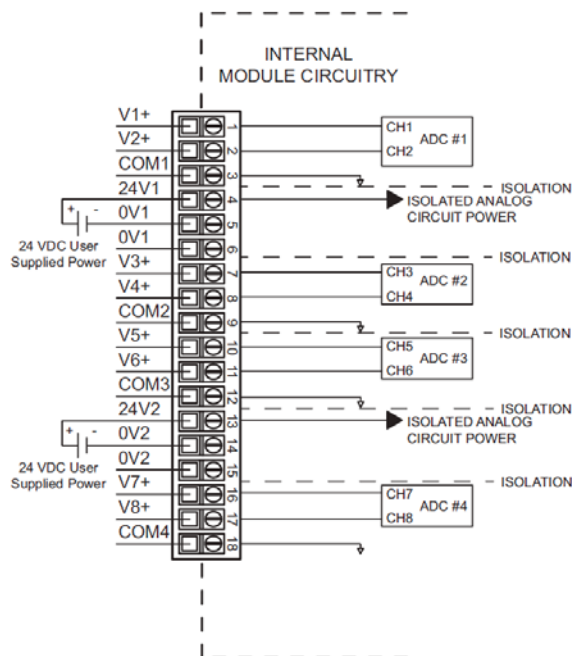 INTERNAL
MODULE CIRCUITRY
V1+
1
CH1
ADC #1
V2+
2
CH2
COM1
3
ISOLATION
24V1
4
ISOLATED ANALOG
CIRCUIT POWER
+ -
0V1
5
24 VDC User
Supplied Power
0V1
6
ISOLATION
V3+
7
CH3
ADC #2
V4+
8
CH4
COM2
9
ISOLATION
V5+
10
CH5
ADC #3
V6+
11
CH6
COM3
12
ISOLATION
24V2
13
ISOLATED ANALOG
CIRCUIT POWER
+ -
0V2
14
24 VDC User
Supplied Power
0V2
15
ISOLATION
V7+
16
CH7
ADC #4
V8+
17
CH8
COM4
18